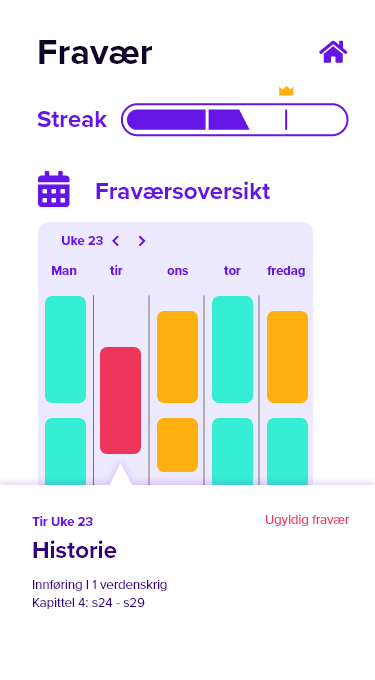 Fravær
Streak
Fraværsoversikt
Uke 23
Man tir ons tor fredag
Tir Uke 23
Ugyldig fravær
Historie
Innføring I 1 verdenskrig
Kapittel 4: s24 - s29